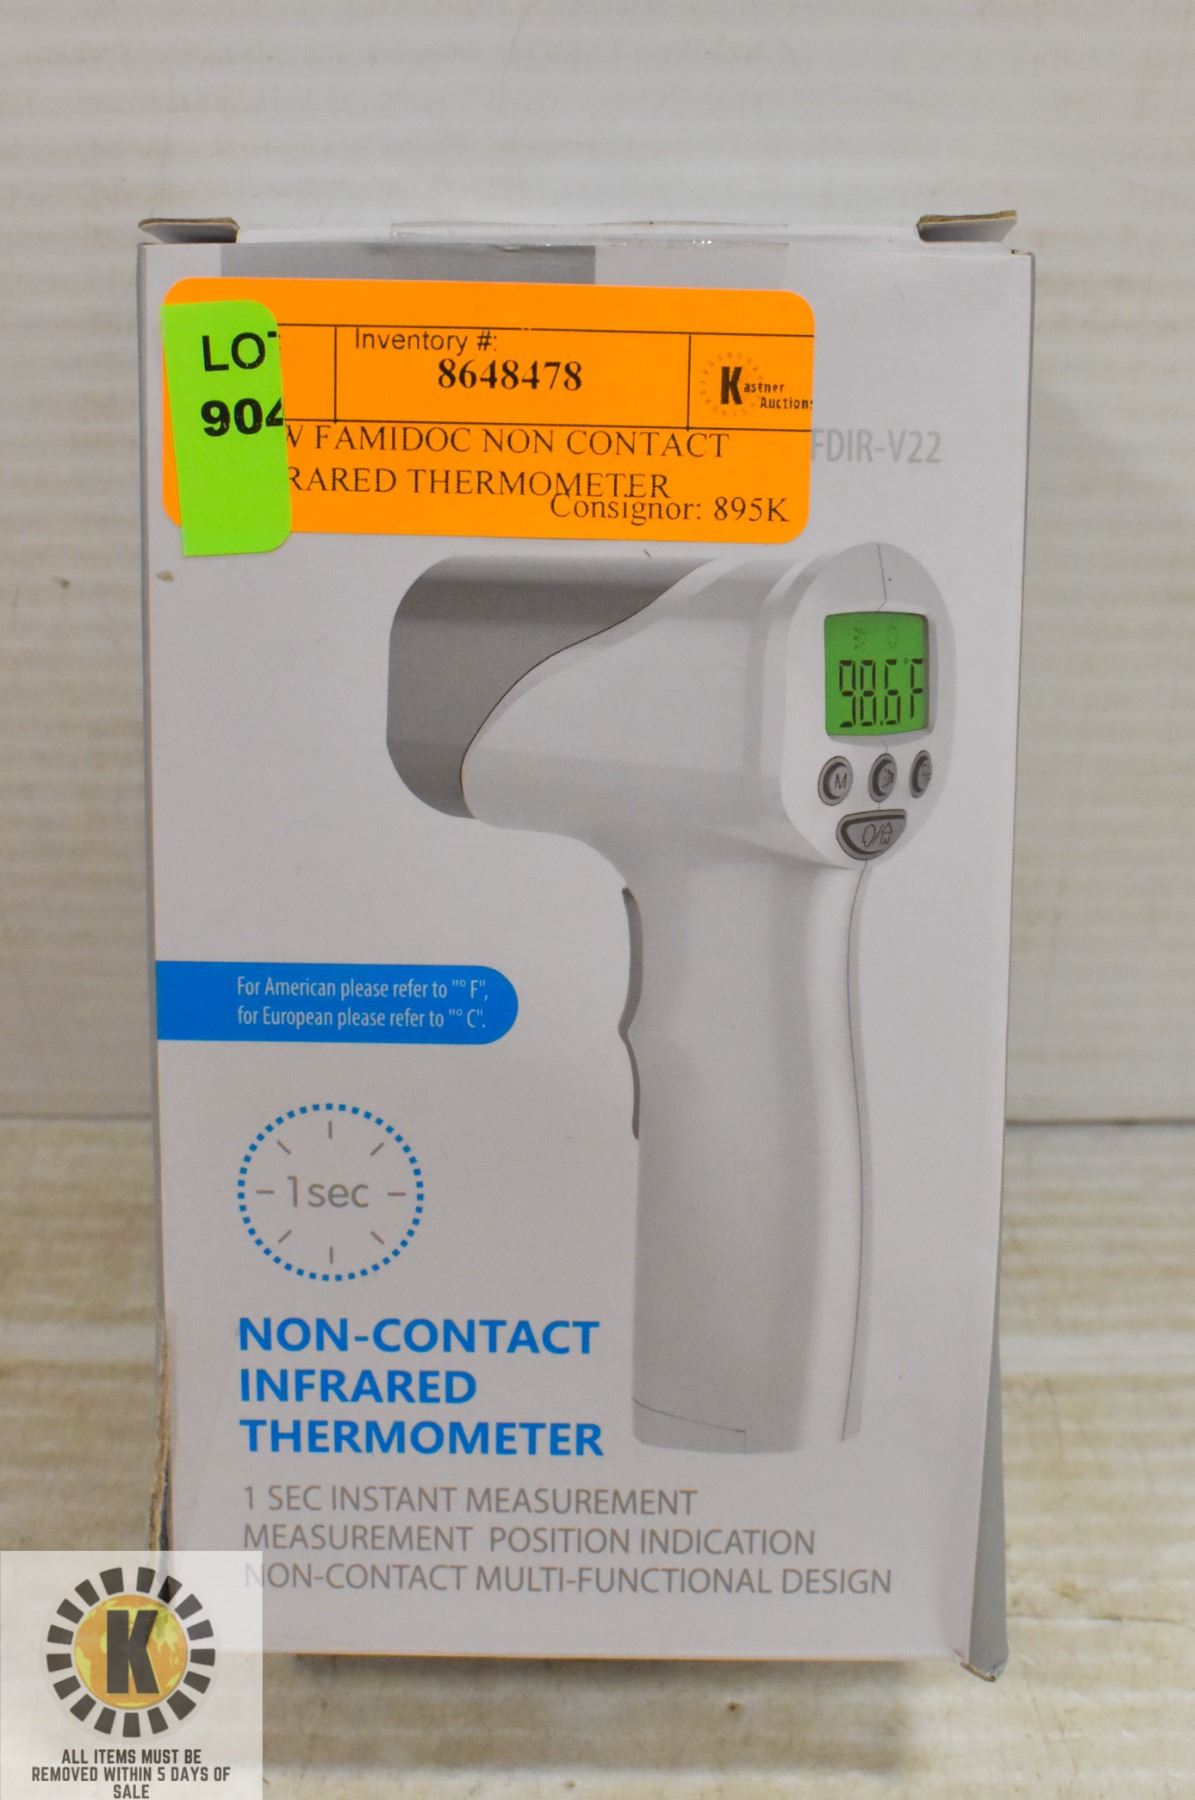 LOT
904
Inventory #:
8648478
Kastner
Auctions
W FAMIDOC NON CONTACT
RARED THERMOMETER
Consignor: 895K
FDIR-V22
98.6°F
M
For American please refer to "° F",
for European please refer to "° C".
1sec
NON-CONTACT
INFRARED
THERMOMETER
1 SEC INSTANT MEASUREMENT
MEASUREMENT POSITION INDICATION
NON-CONTACT MULTI-FUNCTIONAL DESIGN
K
ALL ITEMS MUST BE
REMOVED WITHIN 5 DAYS OF
SALE